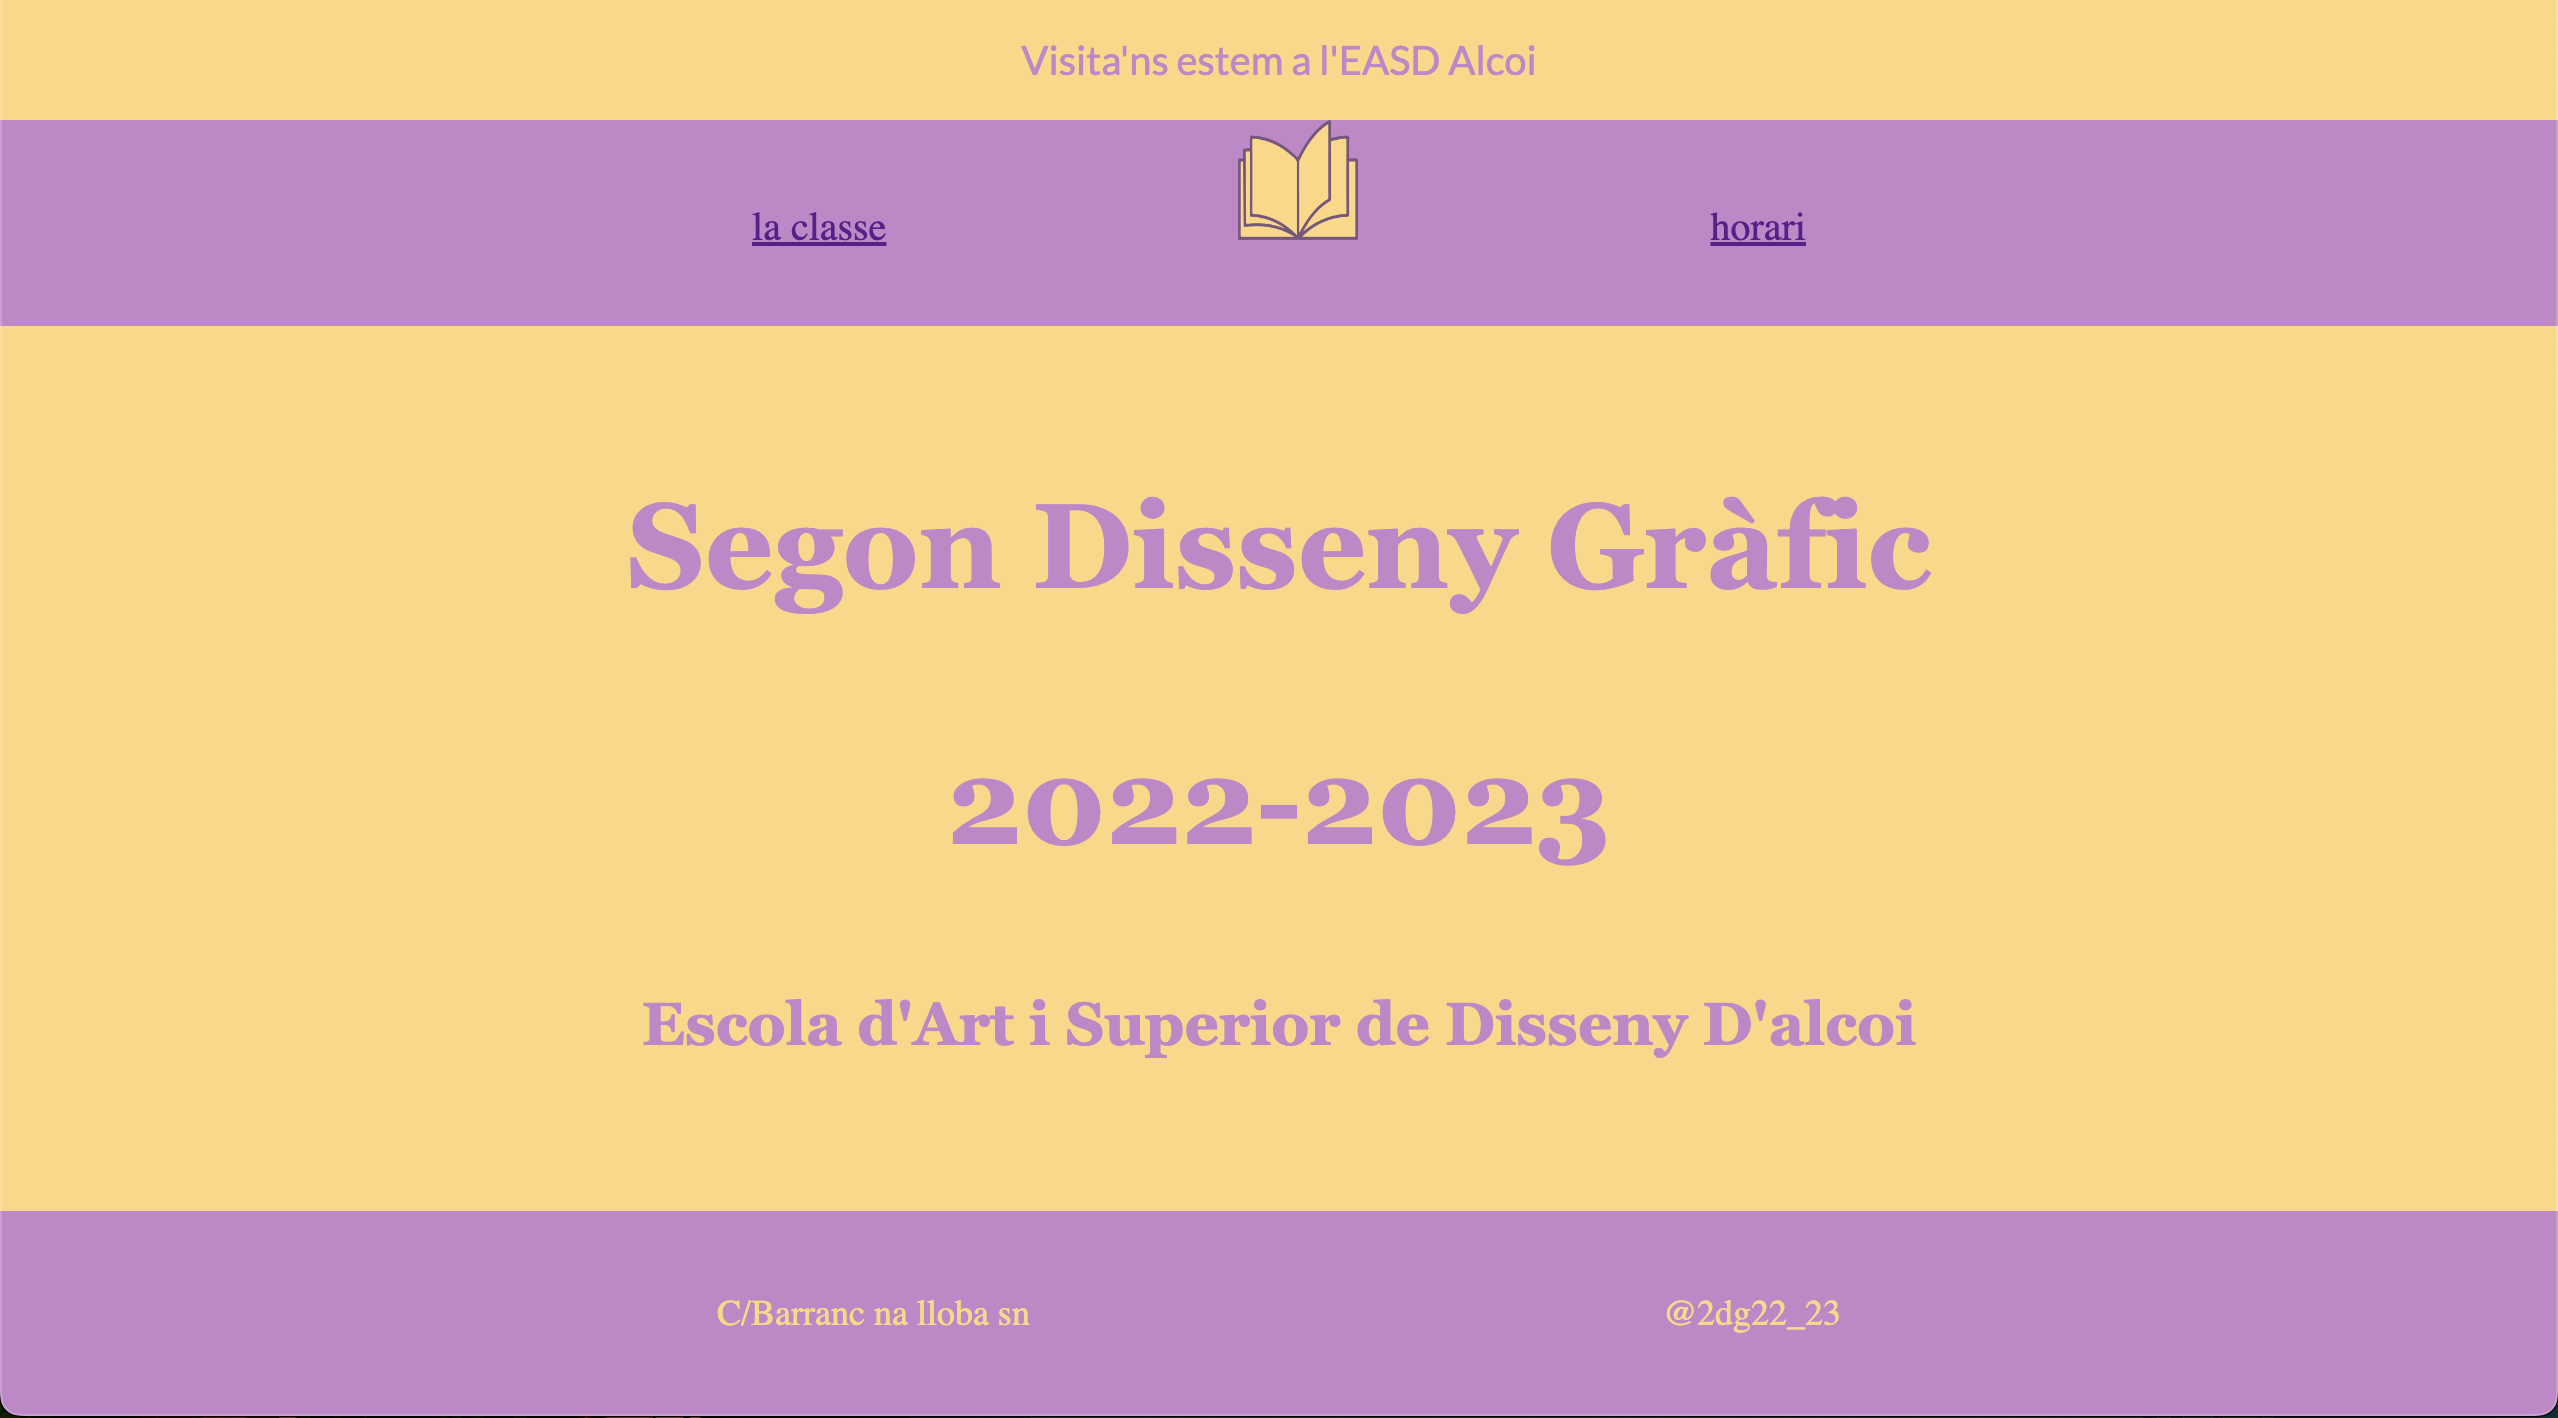 Visita'ns estem a l'EASD Alcoi
la classe
horari
Segon Disseny Gràfic
2022-2023
Escola d'Art i Superior de Disseny D'alcoi
C/Barranc na lloba sn
@2dg22_23